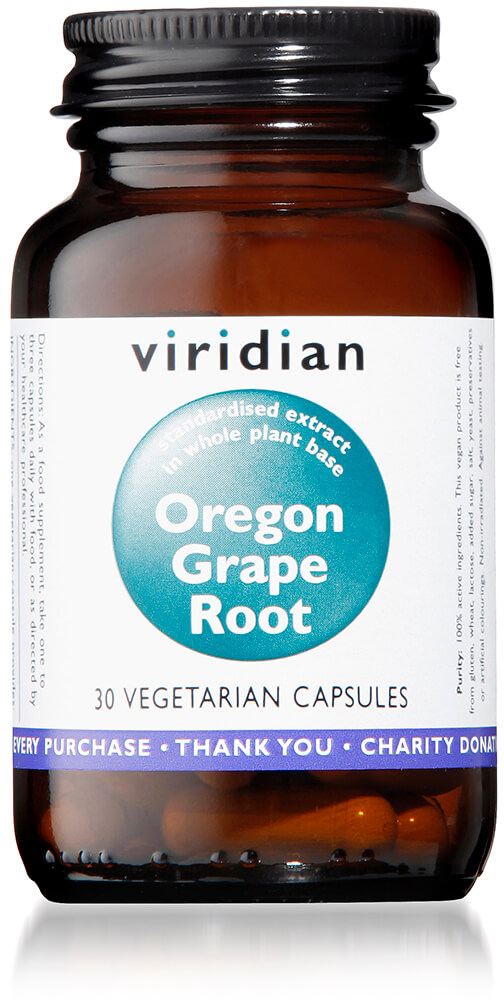 viridian
standardised extract
in whole plant base
Oregon
Grape
Root
30 VEGETARIAN CAPSULES
EVERY PURCHASE • THANK YOU • CHARITY DONATI
Directions: As a food supplement, take one to
three capsules daily with food, or as directed by
your healthcare professional.
Purity: 100% active ingredients. This vegan product is free
from gluten, wheat, lactose, added sugar, salt, yeast, preservatives
or artificial colourings. Non-irradiated. Against animal testing